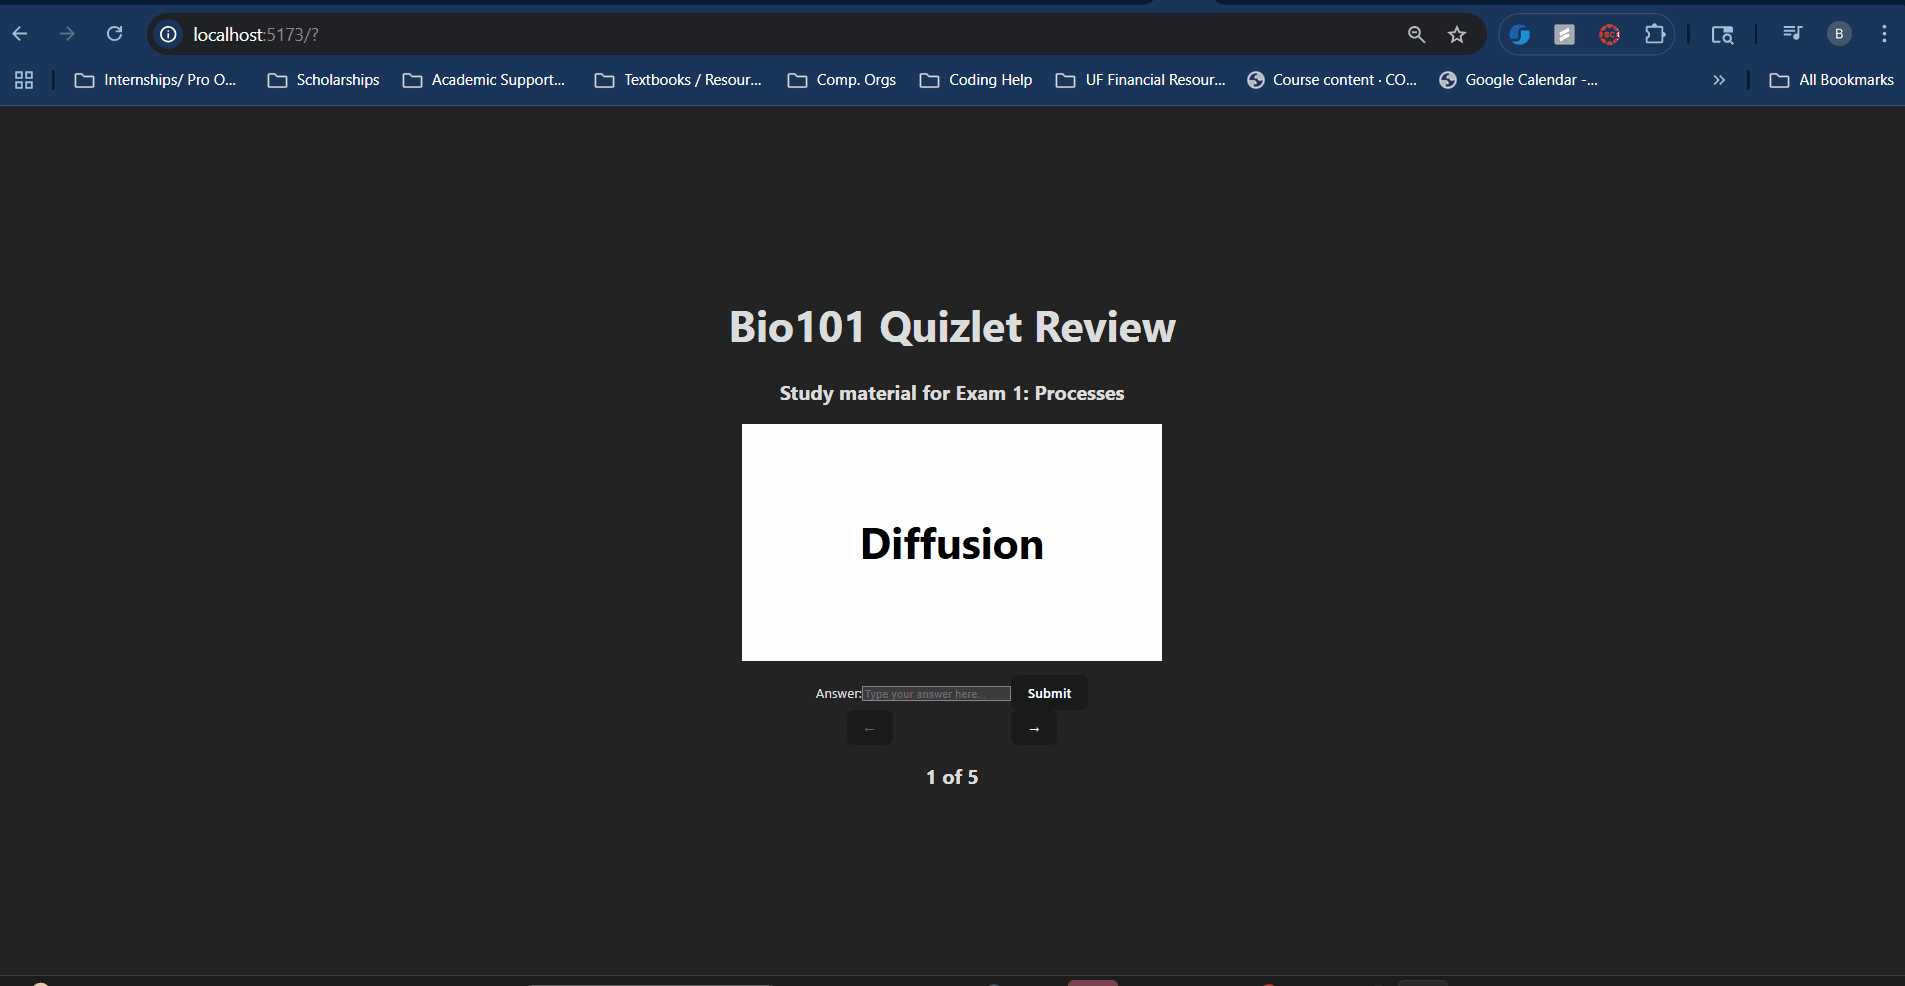 localhost:5173/?
B
Internships/ Pro O... Scholarships Academic Support... Textbooks / Resour... Comp. Orgs Coding Help UF Financial Resour... Course content · CO... Google Calendar -... » All Bookmarks
Bio101 Quizlet Review
Study material for Exam 1: Processes
Diffusion
Answer: Type your answer here... Submit
← →
1 of 5